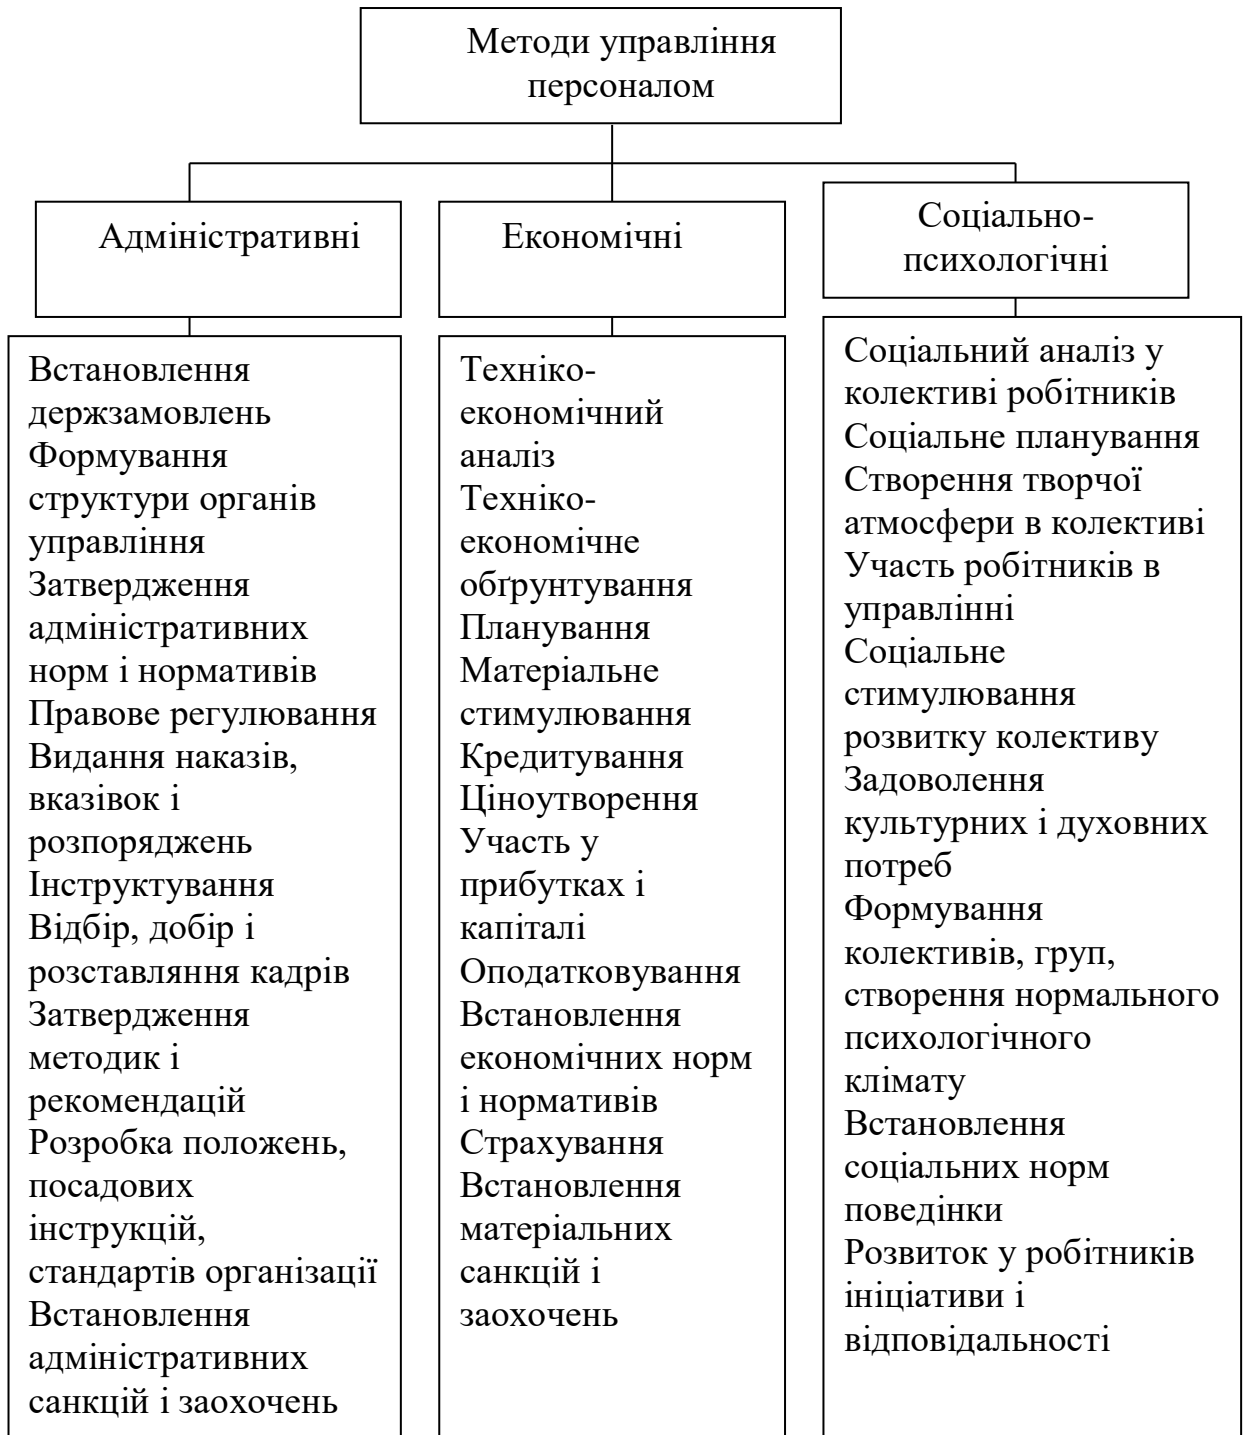 Методи управління
персоналом
Адміністративні
Економічні
Соціально-
психологічні
Встановлення
держзамовлень
Формування
структури органів
управління
Затвердження
адміністративних
норм і нормативів
Правове регулювання
Видання наказів,
вказівок і
розпоряджень
Інструктування
Відбір, добір і
розставляння кадрів
Затвердження
методик і
рекомендацій
Розробка положень,
посадових
інструкцій,
стандартів організації
Встановлення
адміністративних
санкцій і заохочень
Техніко-
економічний
аналіз
Техніко-
економічне
обґрунтування
Планування
Матеріальне
стимулювання
Кредитування
Ціноутворення
Участь у
прибутках і
капіталі
Оподатковування
Встановлення
економічних норм
і нормативів
Страхування
Встановлення
матеріальних
санкцій і
заохочень
Соціальний аналіз у
колективі робітників
Соціальне планування
Створення творчої
атмосфери в колективі
Участь робітників в
управлінні
Соціальне
стимулювання
розвитку колективу
Задоволення
культурних і духовних
потреб
Формування
колективів, груп,
створення нормального
психологічного
клімату
Встановлення
соціальних норм
поведінки
Розвиток у робітників
ініціативи і
відповідальності